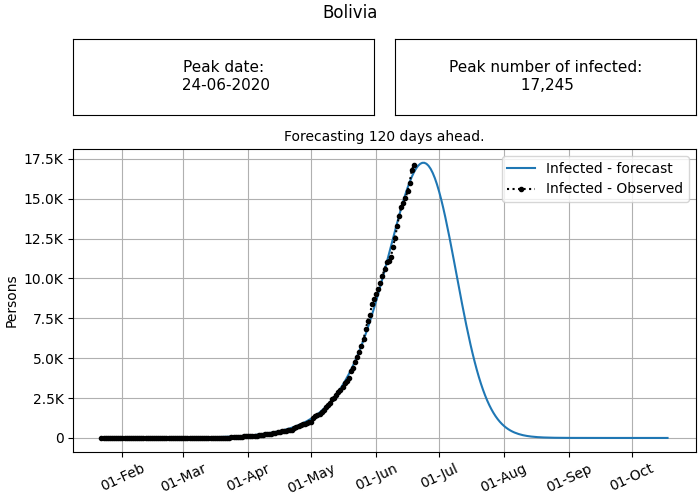 Bolivia
Peak date:
24-06-2020
Peak number of infected:
17,245
Forecasting 120 days ahead.
Infected - forecast
Infected - Observed
Persons
17.5K
15.0K
12.5K
10.0K
7.5K
5.0K
2.5K
0
01-Feb
01-Mar
01-Apr
01-May
01-Jun
01-Jul
01-Aug
01-Sep
01-Oct